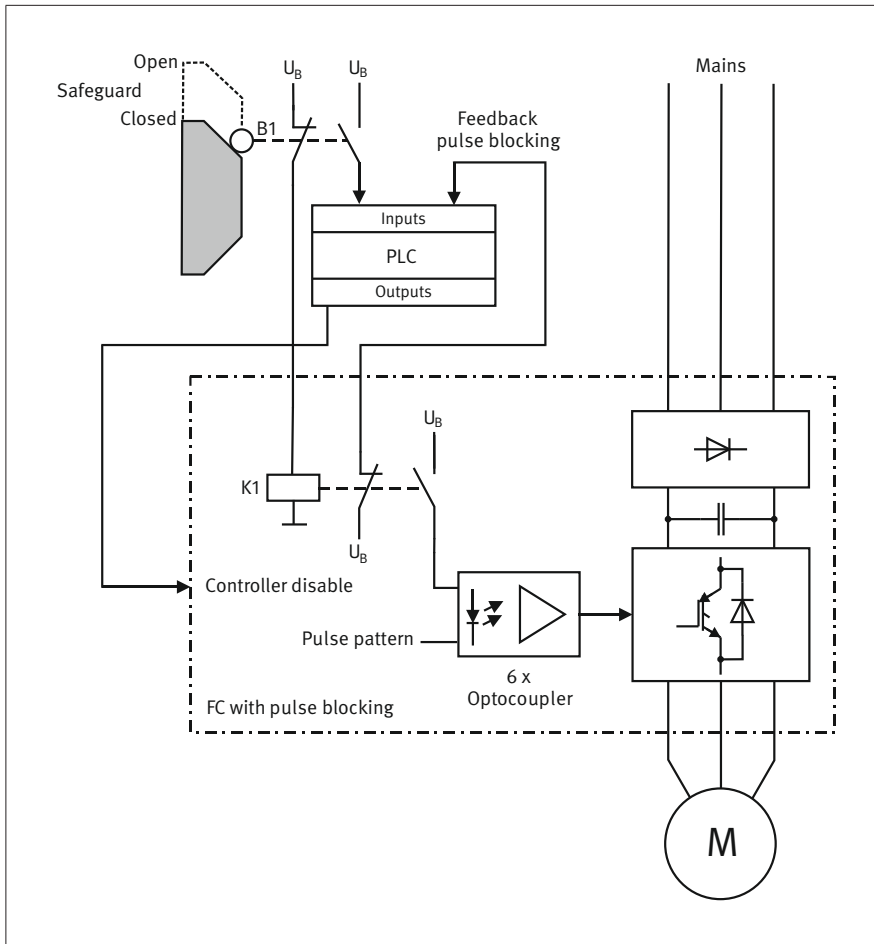 Open
Safeguard
Closed
B1
U_B
U_B
Feedback
pulse blocking
Mains
Inputs
PLC
Outputs
U_B
K1
U_B
Controller disable
Pulse pattern
6 x
Optocoupler
FC with pulse blocking
M